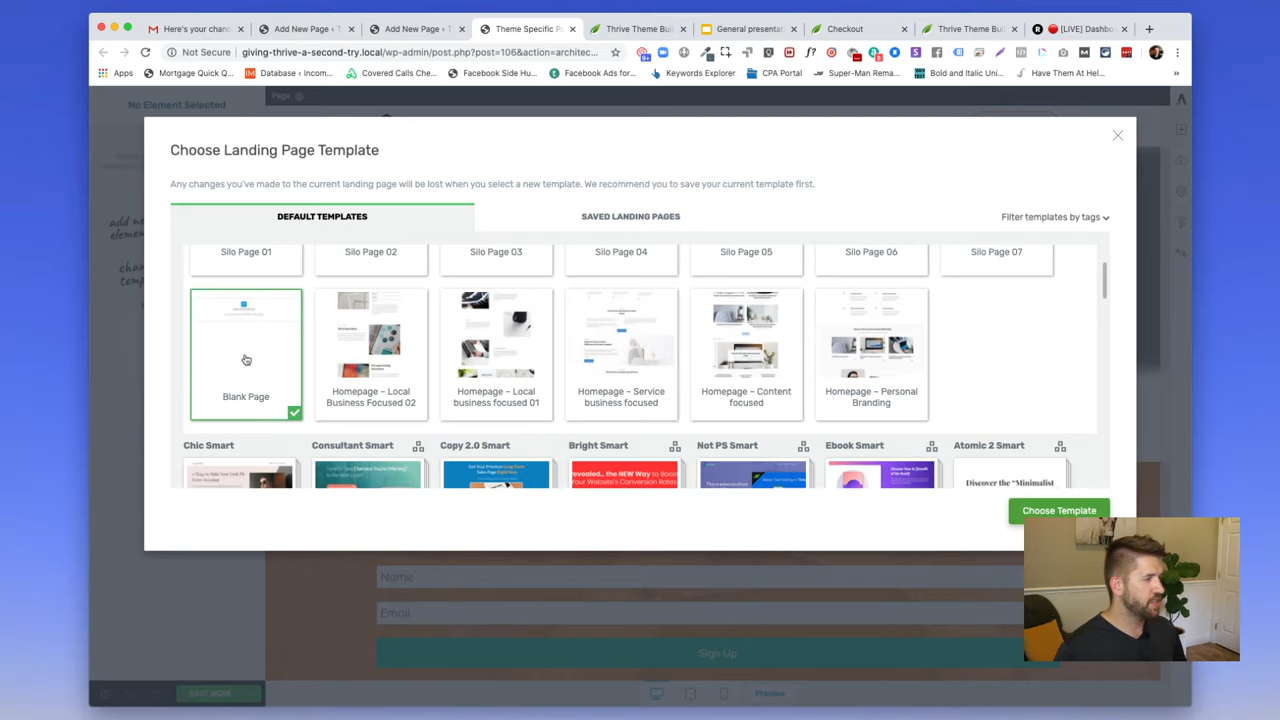 Here's your chanc
Add New Page < T
Add New Page < T
Theme Specific P
Thrive Theme Buil
General presentat
Checkout
Thrive Theme Buil
[LIVE] Dashbo
Not Secure
giving-thrive-a-second-try.local/wp-admin/post.php?post=106&action=architec...
Apps
Mortgage Quick Q...
Database ‹ incom...
Covered Calls Che...
Facebook Side Hu...
Facebook Ads for...
Keywords Explorer
CPA Portal
Super-Man Rema...
Bold and Italic Uni...
Have Them At Hel...
»
No Element Selected
Page
Choose Landing Page Template
Any changes you've made to the current landing page will be lost when you select a new template. We recommend you to save your current template first.
DEFAULT TEMPLATES
SAVED LANDING PAGES
Filter templates by tags
Silo Page 01
Silo Page 02
Silo Page 03
Silo Page 04
Silo Page 05
Silo Page 06
Silo Page 07
Blank Page
Homepage – Local
Business Focused 02
Homepage – Local
business focused 01
Homepage – Service
business focused
Homepage – Content
focused
Homepage – Personal
Branding
Chic Smart
Consultant Smart
Copy 2.0 Smart
Bright Smart
Not PS Smart
Ebook Smart
Atomic 2 Smart
Discover the "Minimalist
Choose Template
Name
Email
Sign Up
SAVE WORK
Preview